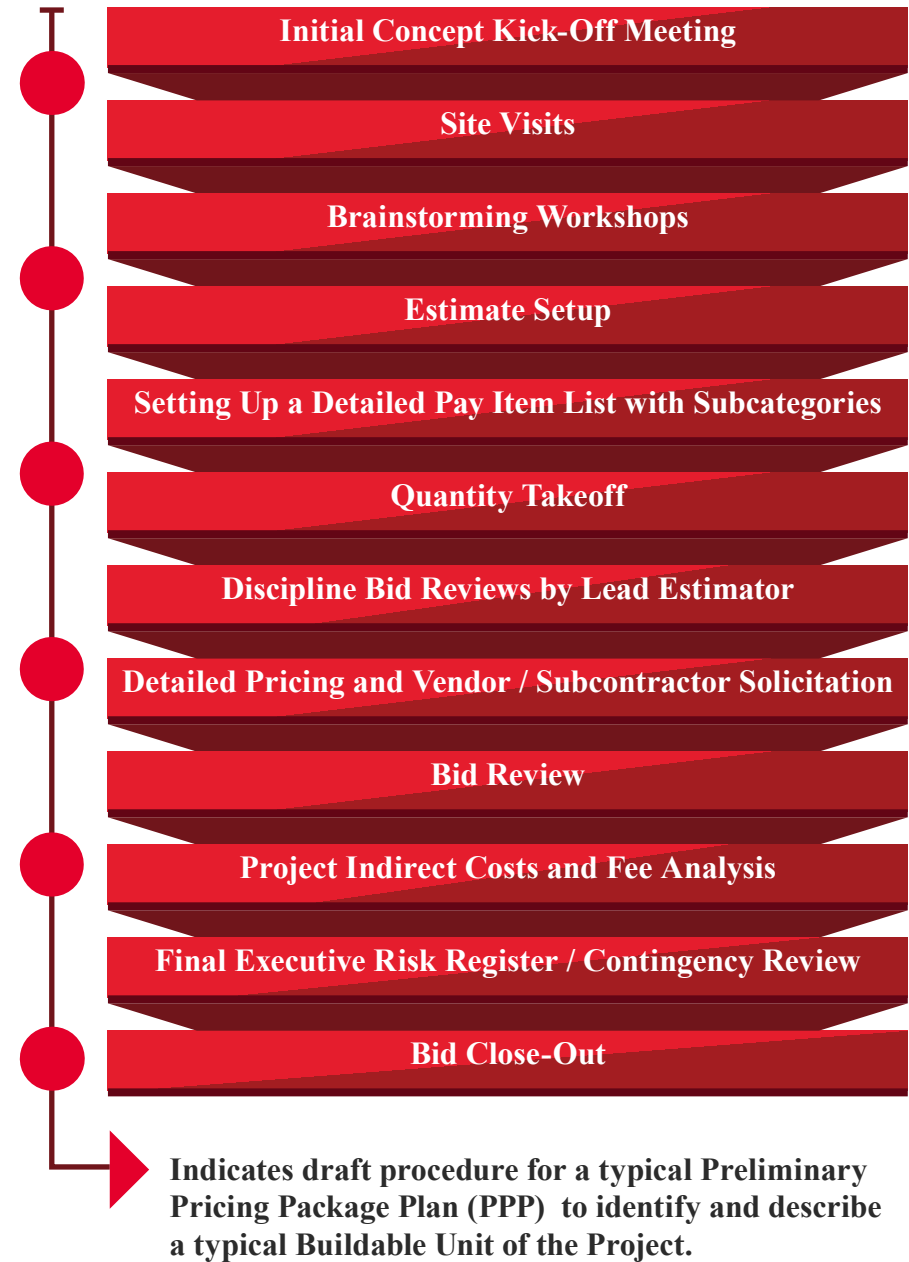 Initial Concept Kick-Off Meeting
Site Visits
Brainstorming Workshops
Estimate Setup
Setting Up a Detailed Pay Item List with Subcategories
Quantity Takeoff
Discipline Bid Reviews by Lead Estimator
Detailed Pricing and Vendor / Subcontractor Solicitation
Bid Review
Project Indirect Costs and Fee Analysis
Final Executive Risk Register / Contingency Review
Bid Close-Out
Indicates draft procedure for a typical Preliminary
Pricing Package Plan (PPP) to identify and describe
a typical Buildable Unit of the Project.